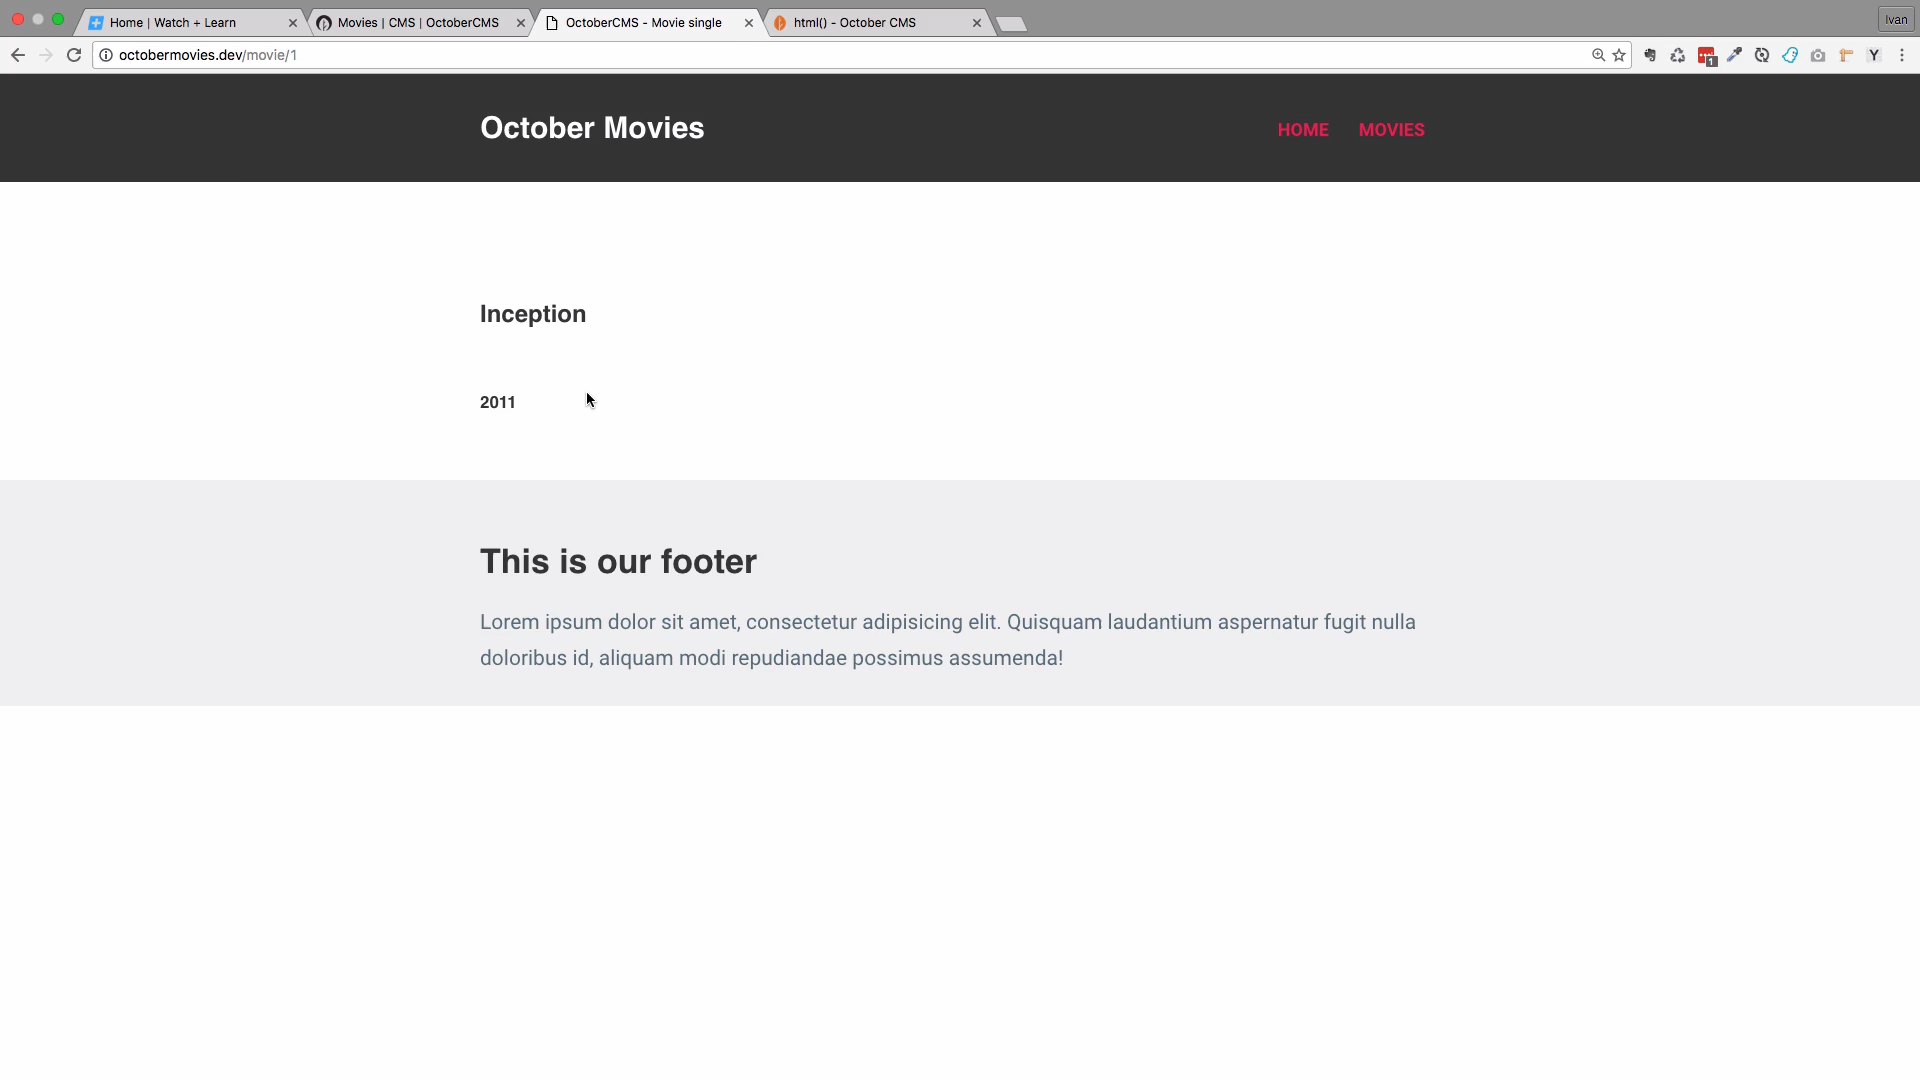 Home | Watch + Learn
Movies | CMS | OctoberCMS
OctoberCMS - Movie single
html() - October CMS
Ivan
octobermovies.dev/movie/1
1
Y
October Movies
HOME
MOVIES
Inception
2011
This is our footer
Lorem ipsum dolor sit amet, consectetur adipisicing elit. Quisquam laudantium aspernatur fugit nulla
doloribus id, aliquam modi repudiandae possimus assumenda!